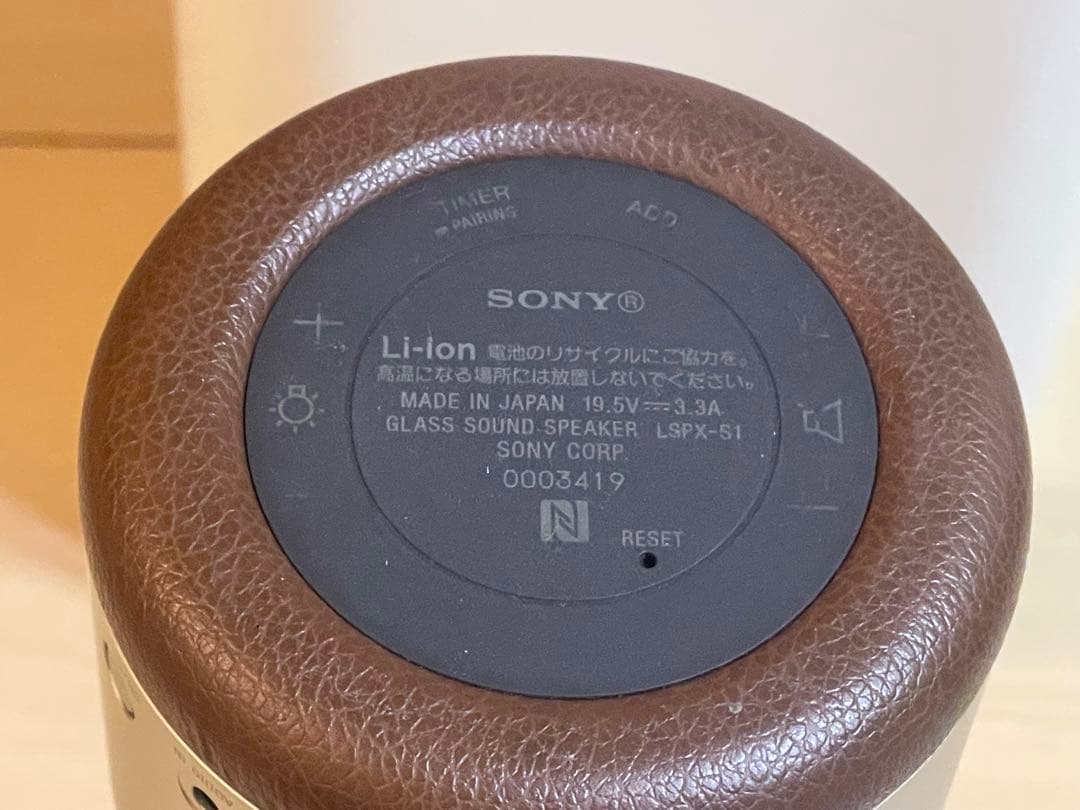 TIMER
PAIRING
ADD
SONY®
Li-ion 電池のリサイクルにご協力を。
高温になる場所には放置しないでください。
MADE IN JAPAN 19.5V⎓3.3A
GLASS SOUND SPEAKER LSPX-S1
SONY CORP.
0003419
N
RESET
AUDIO IN